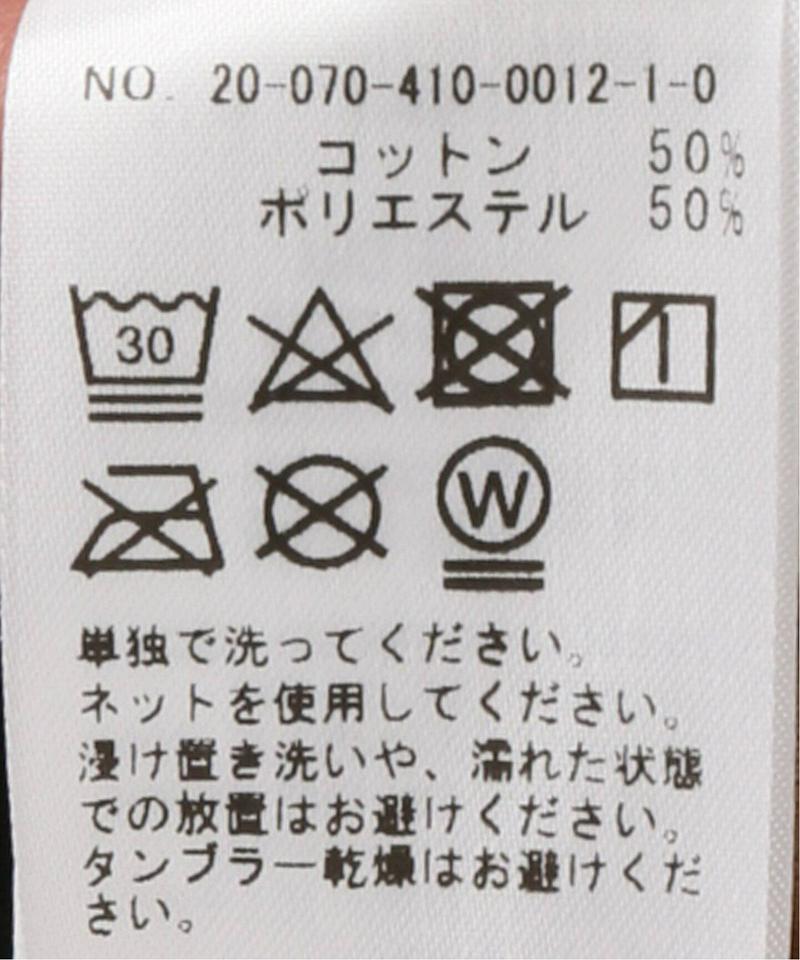 NO. 20-070-410-0012-1-0
コットン 50%
ポリエステル 50%
30
W
単独で洗ってください。
ネットを使用してください。
浸け置き洗いや、濡れた状態
での放置はお避けください。
タンブラー乾燥はお避けくだ
さい。